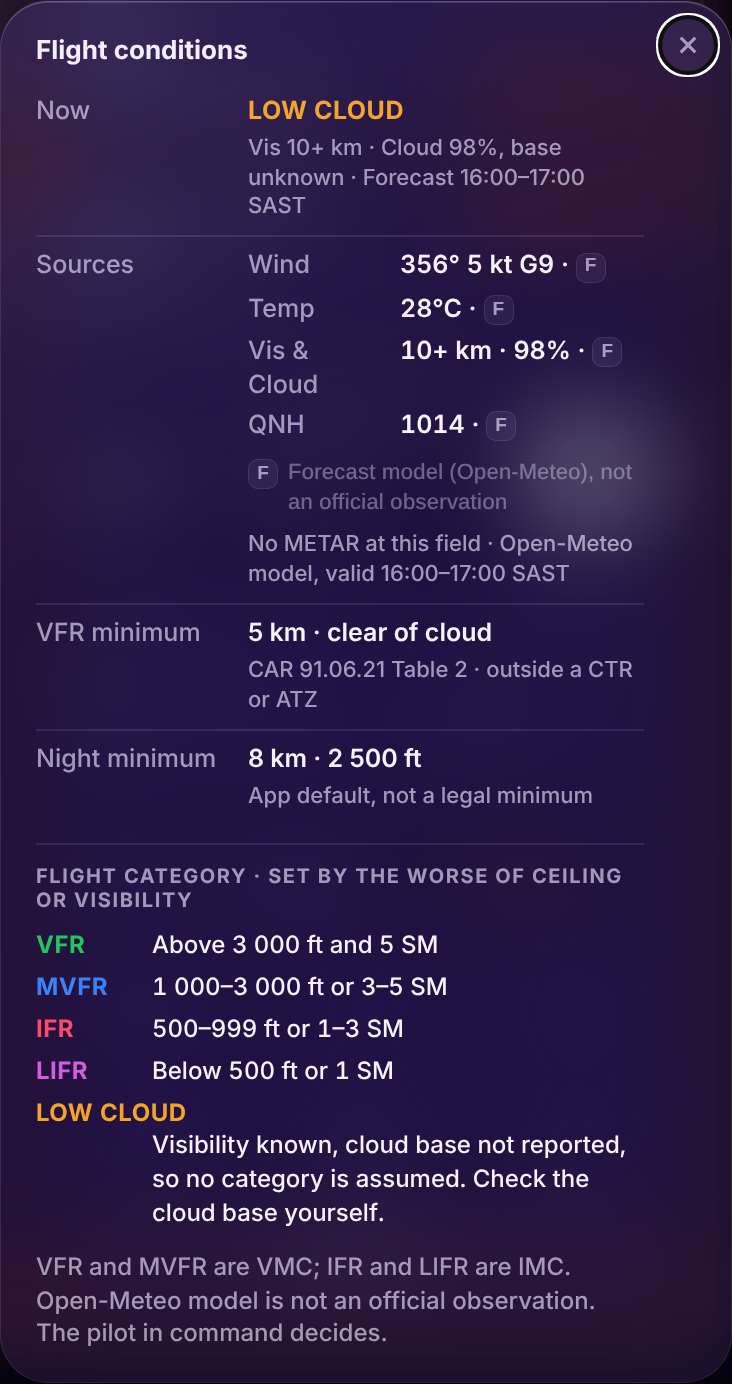 Flight conditions
Now
LOW CLOUD
Vis 10+ km · Cloud 98%, base
unknown · Forecast 16:00–17:00
SAST
Sources
Wind 356° 5 kt G9 · F
Temp 28°C · F
Vis & 10+ km · 98% · F
Cloud
QNH 1014 · F
F Forecast model (Open-Meteo), not
an official observation
No METAR at this field · Open-Meteo
model, valid 16:00–17:00 SAST
VFR minimum 5 km · clear of cloud
CAR 91.06.21 Table 2 · outside a CTR
or ATZ
Night minimum 8 km · 2 500 ft
App default, not a legal minimum
FLIGHT CATEGORY · SET BY THE WORSE OF CEILING
OR VISIBILITY
VFR Above 3 000 ft and 5 SM
MVFR 1 000–3 000 ft or 3–5 SM
IFR 500–999 ft or 1–3 SM
LIFR Below 500 ft or 1 SM
LOW CLOUD
Visibility known, cloud base not reported,
so no category is assumed. Check the
cloud base yourself.
VFR and MVFR are VMC; IFR and LIFR are IMC.
Open-Meteo model is not an official observation.
The pilot in command decides.